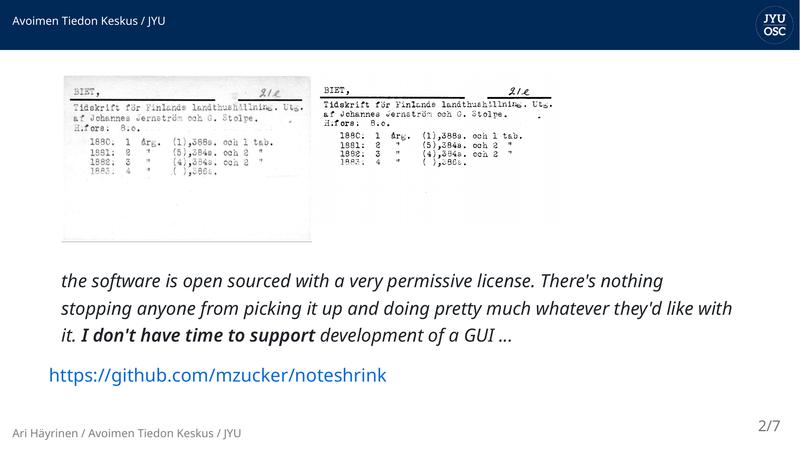 Avoimen Tiedon Keskus / JYU
JYU
OSC
BIET, 21e
Tidskrift för Finlands landthushållning. Utg.
af Johannes Jernström och G. Stolpe.
H:fors: 8.o.
1880: 1 årg. (1),388s. och 1 tab.
1881: 2 " (5),384s. och 2 "
1882: 3 " (4),384s. och 2 "
1883: 4 " ( ),386s.
BIET, 21e
Tidskrift för Finlands landthushållning. Utg.
af Johannes Jernström och G. Stolpe.
H:fors: 8.o.
1880: 1 årg. (1),388s. och 1 tab.
1881: 2 " (5),384s. och 2 "
1882: 3 " (4),384s. och 2 "
1883: 4 " ( ),386s.
the software is open sourced with a very permissive license. There's nothing
stopping anyone from picking it up and doing pretty much whatever they'd like with
it. I don't have time to support development of a GUI ...
https://github.com/mzucker/noteshrink
Ari Häyrinen / Avoimen Tiedon Keskus / JYU
2/7